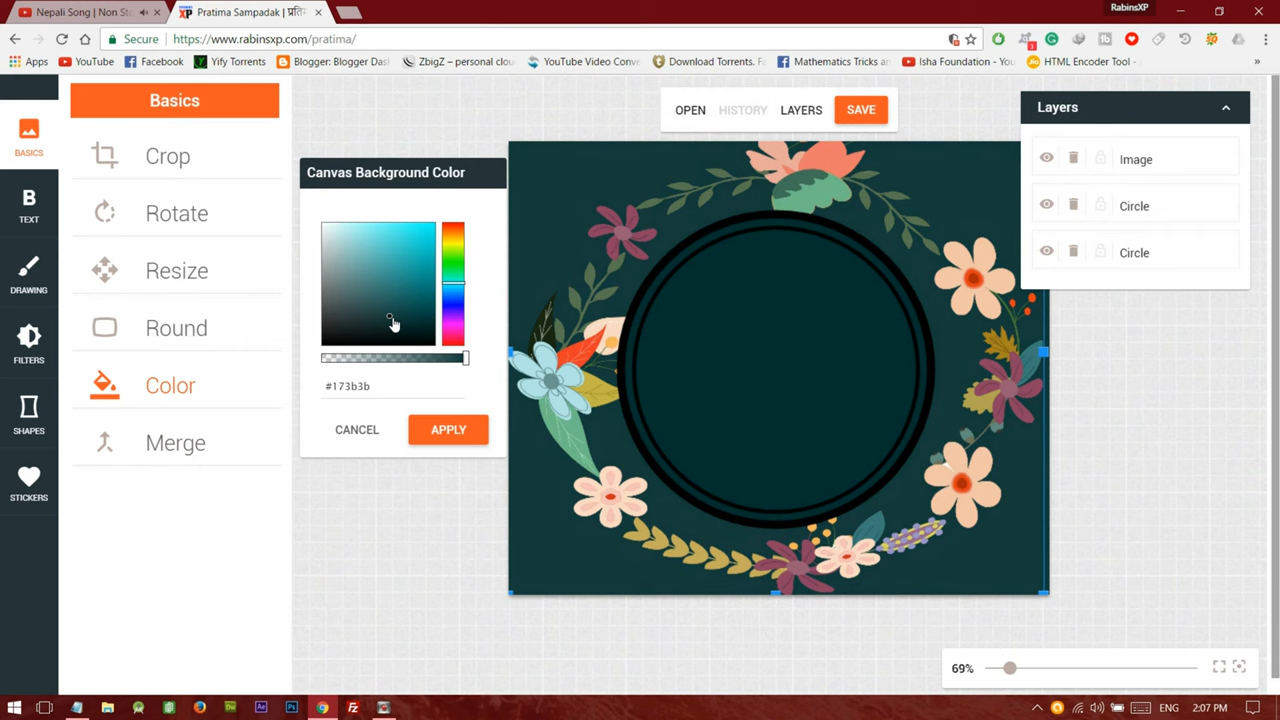 Nepali Song | Non St
Pratima Sampadak | प्रति
RabinsXP
Secure https://www.rabinsxp.com/pratima/
Apps YouTube Facebook Yify Torrents Blogger: Blogger Das ZbigZ – personal clou YouTube Video Conve Download Torrents. F Mathematics Tricks a Isha Foundation - You HTML Encoder Tool -
Basics
Crop
Rotate
Resize
Round
Color
Merge
BASICS
TEXT
DRAWING
FILTERS
SHAPES
STICKERS
OPEN HISTORY LAYERS SAVE
Canvas Background Color
#173b3b
CANCEL APPLY
Layers
Image
Circle
Circle
69%
ENG 2:07 PM